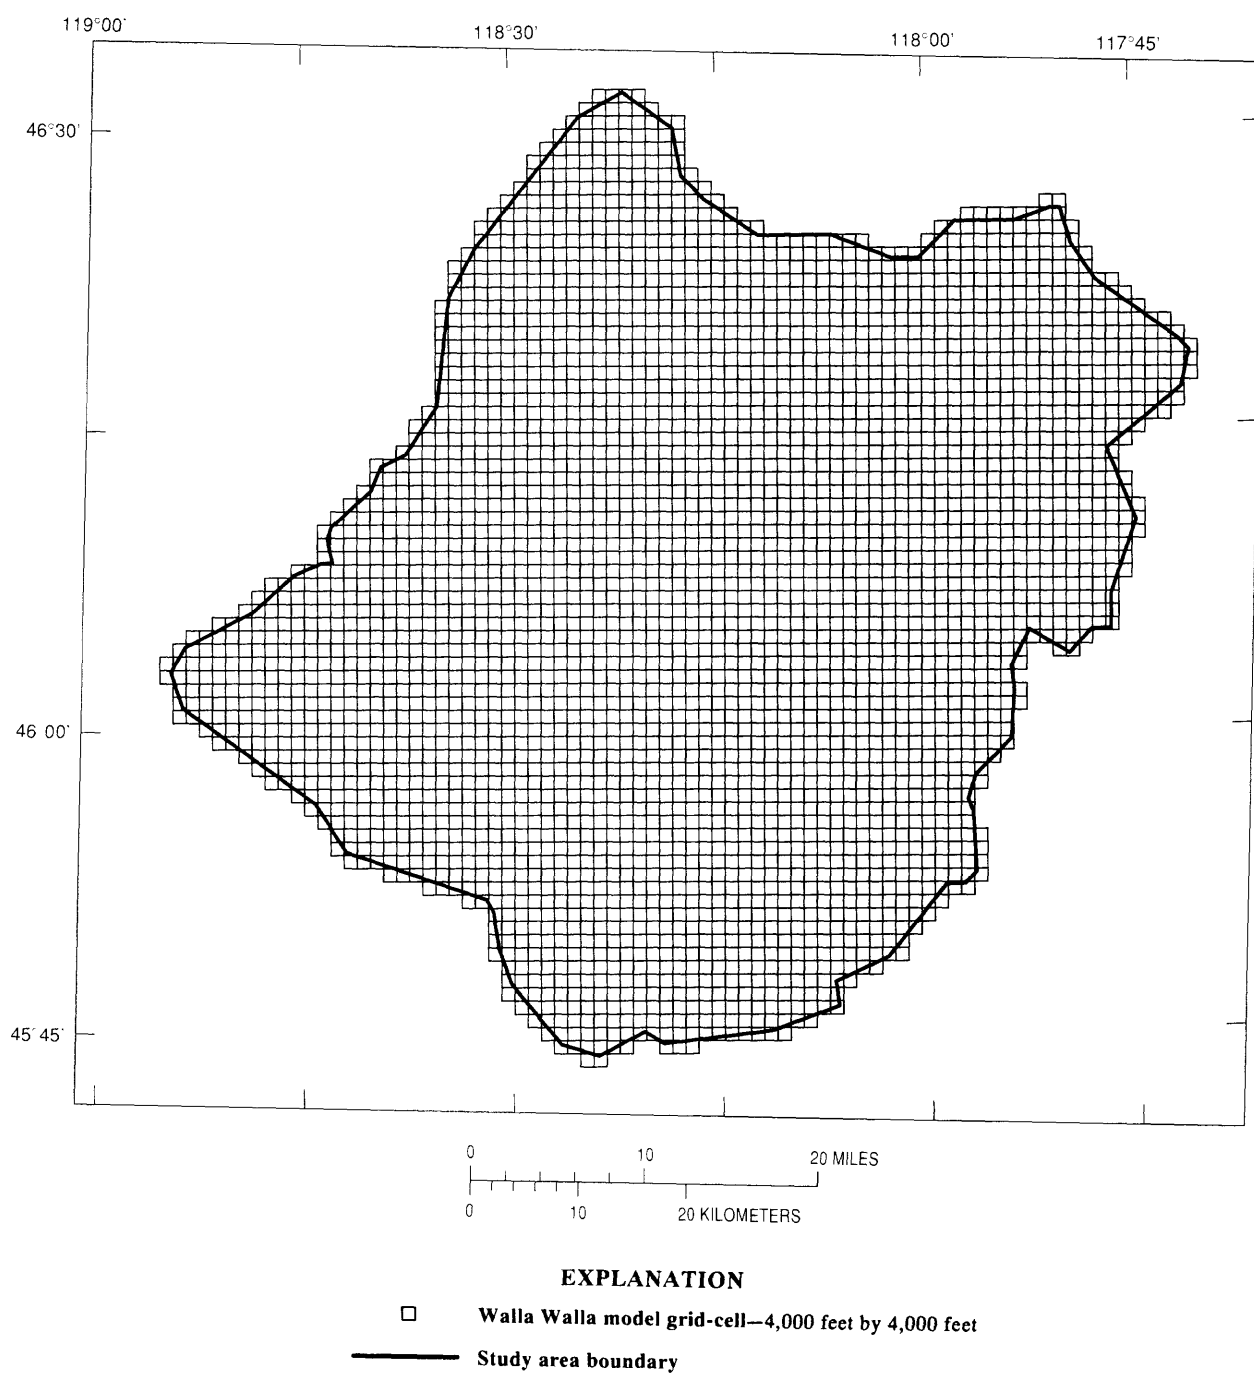 119°00'
118°30'
118°00'
117°45'
46°30'
46 00'
45 45'
0 10 20 MILES
0 10 20 KILOMETERS
EXPLANATION
Walla Walla model grid-cell—4,000 feet by 4,000 feet
Study area boundary